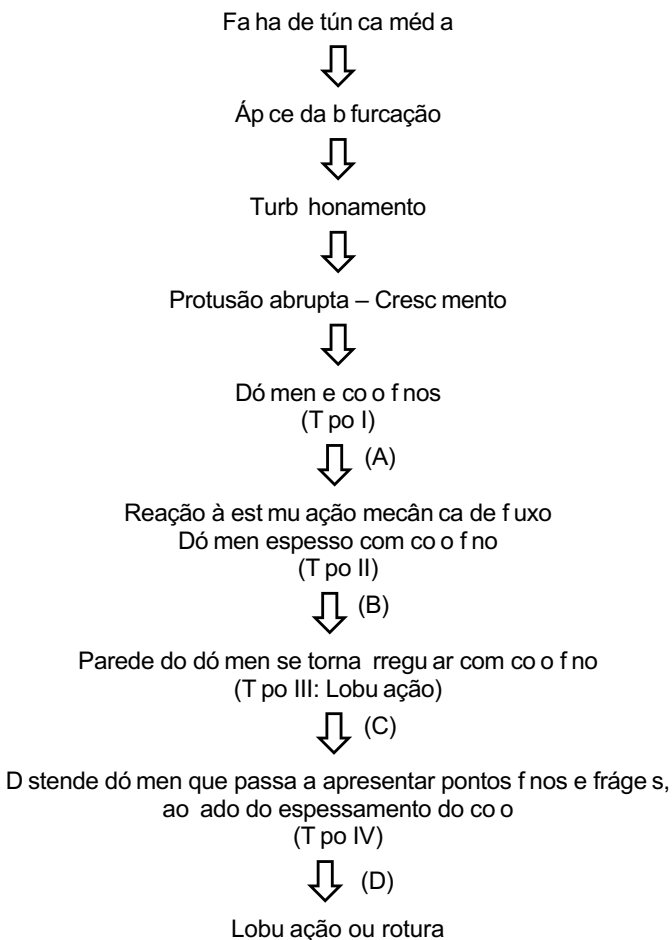 Fa ha de tún ca méd a
Áp ce da b furcação
Turb honamento
Protusão abrupta – Cresc mento
Dó men e co o f nos
(T po I)
(A)
Reação à est mu ação mecân ca de f uxo
Dó men espesso com co o f no
(T po II)
(B)
Parede do dó men se torna rregu ar com co o f no
(T po III: Lobu ação)
(C)
D stende dó men que passa a apresentar pontos f nos e fráge s,
ao ado do espessamento do co o
(T po IV)
(D)
Lobu ação ou rotura